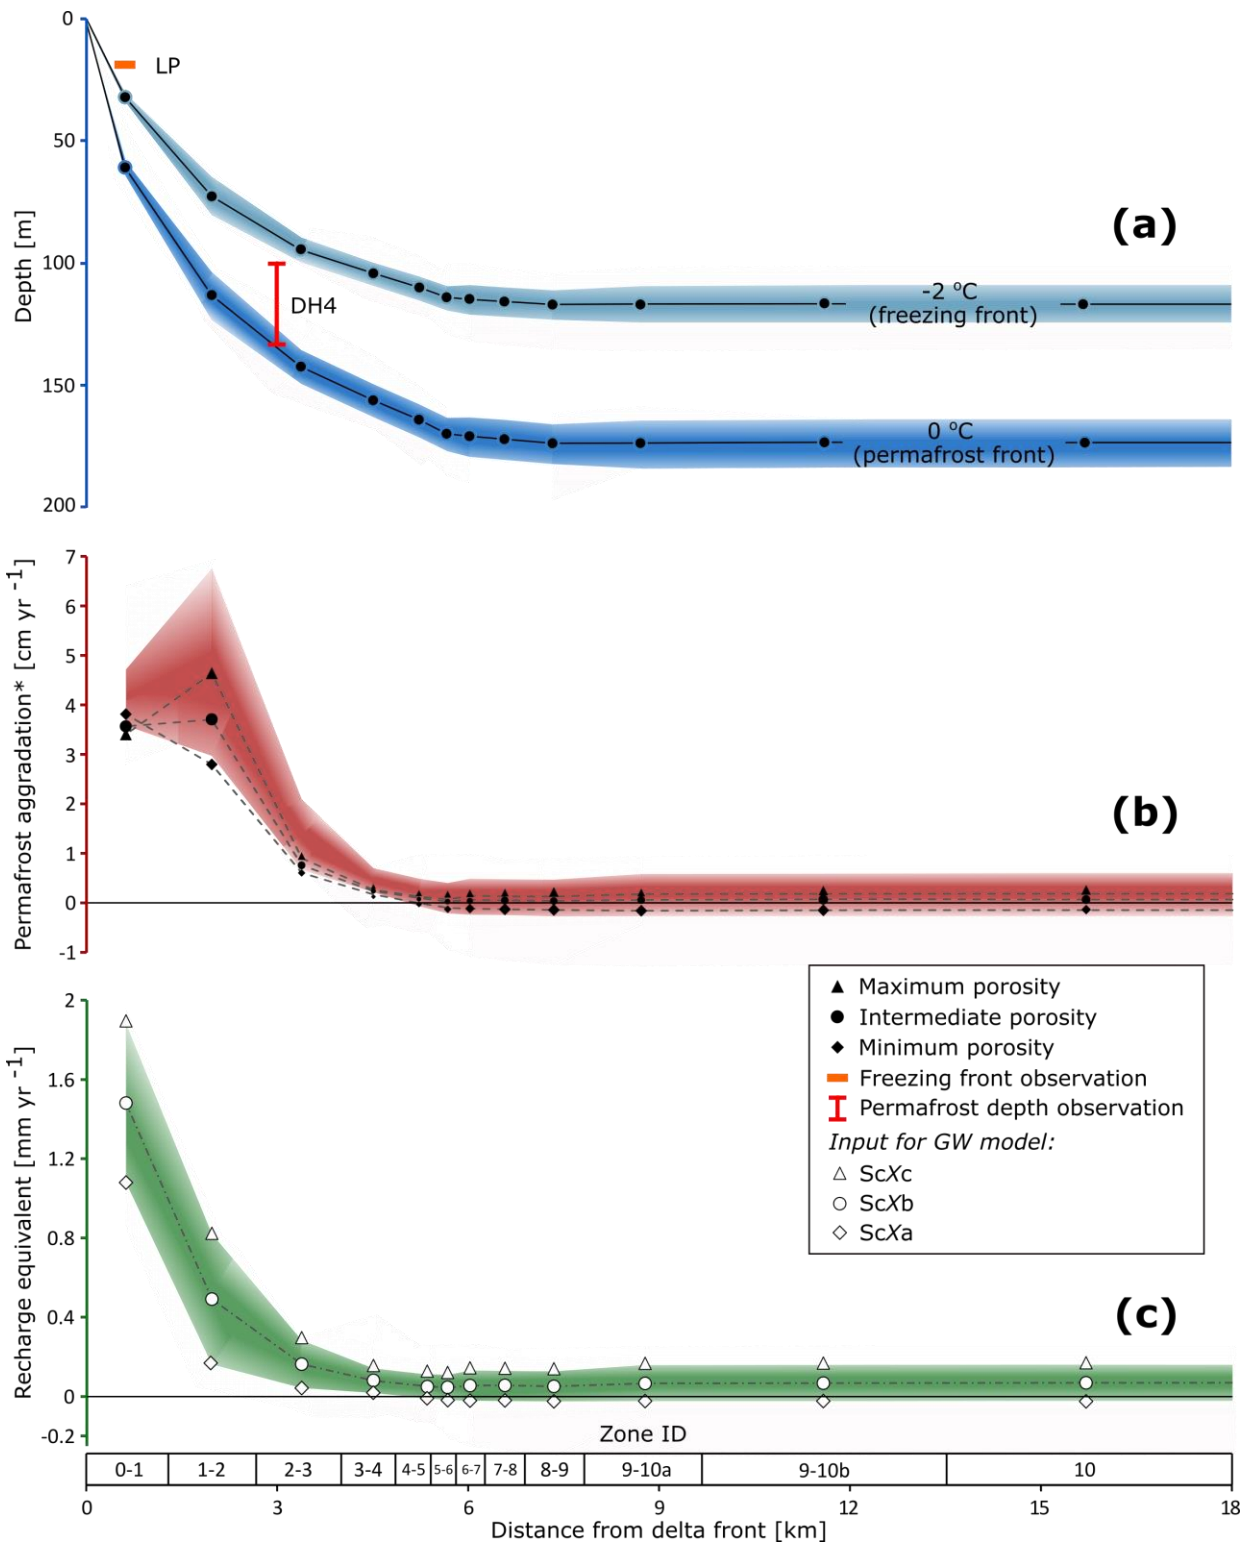 0
50
100
150
200
Depth [m]
LP
DH4
(a)
-2 °C
(freezing front)
0 °C
(permafrost front)
7
6
5
4
3
2
1
0
-1
Permafrost aggradation* [cm yr -1]
(b)
2
1.6
1.2
0.8
0.4
0
-0.2
Recharge equivalent [mm yr -1]
Maximum porosity
Intermediate porosity
Minimum porosity
Freezing front observation
Permafrost depth observation
Input for GW model:
ScXc
ScXb
ScXa
(c)
Zone ID
0-1 1-2 2-3 3-4 4-5 5-6 6-7 7-8 8-9 9-10a 9-10b 10
0 3 6 9 12 15 18
Distance from delta front [km]